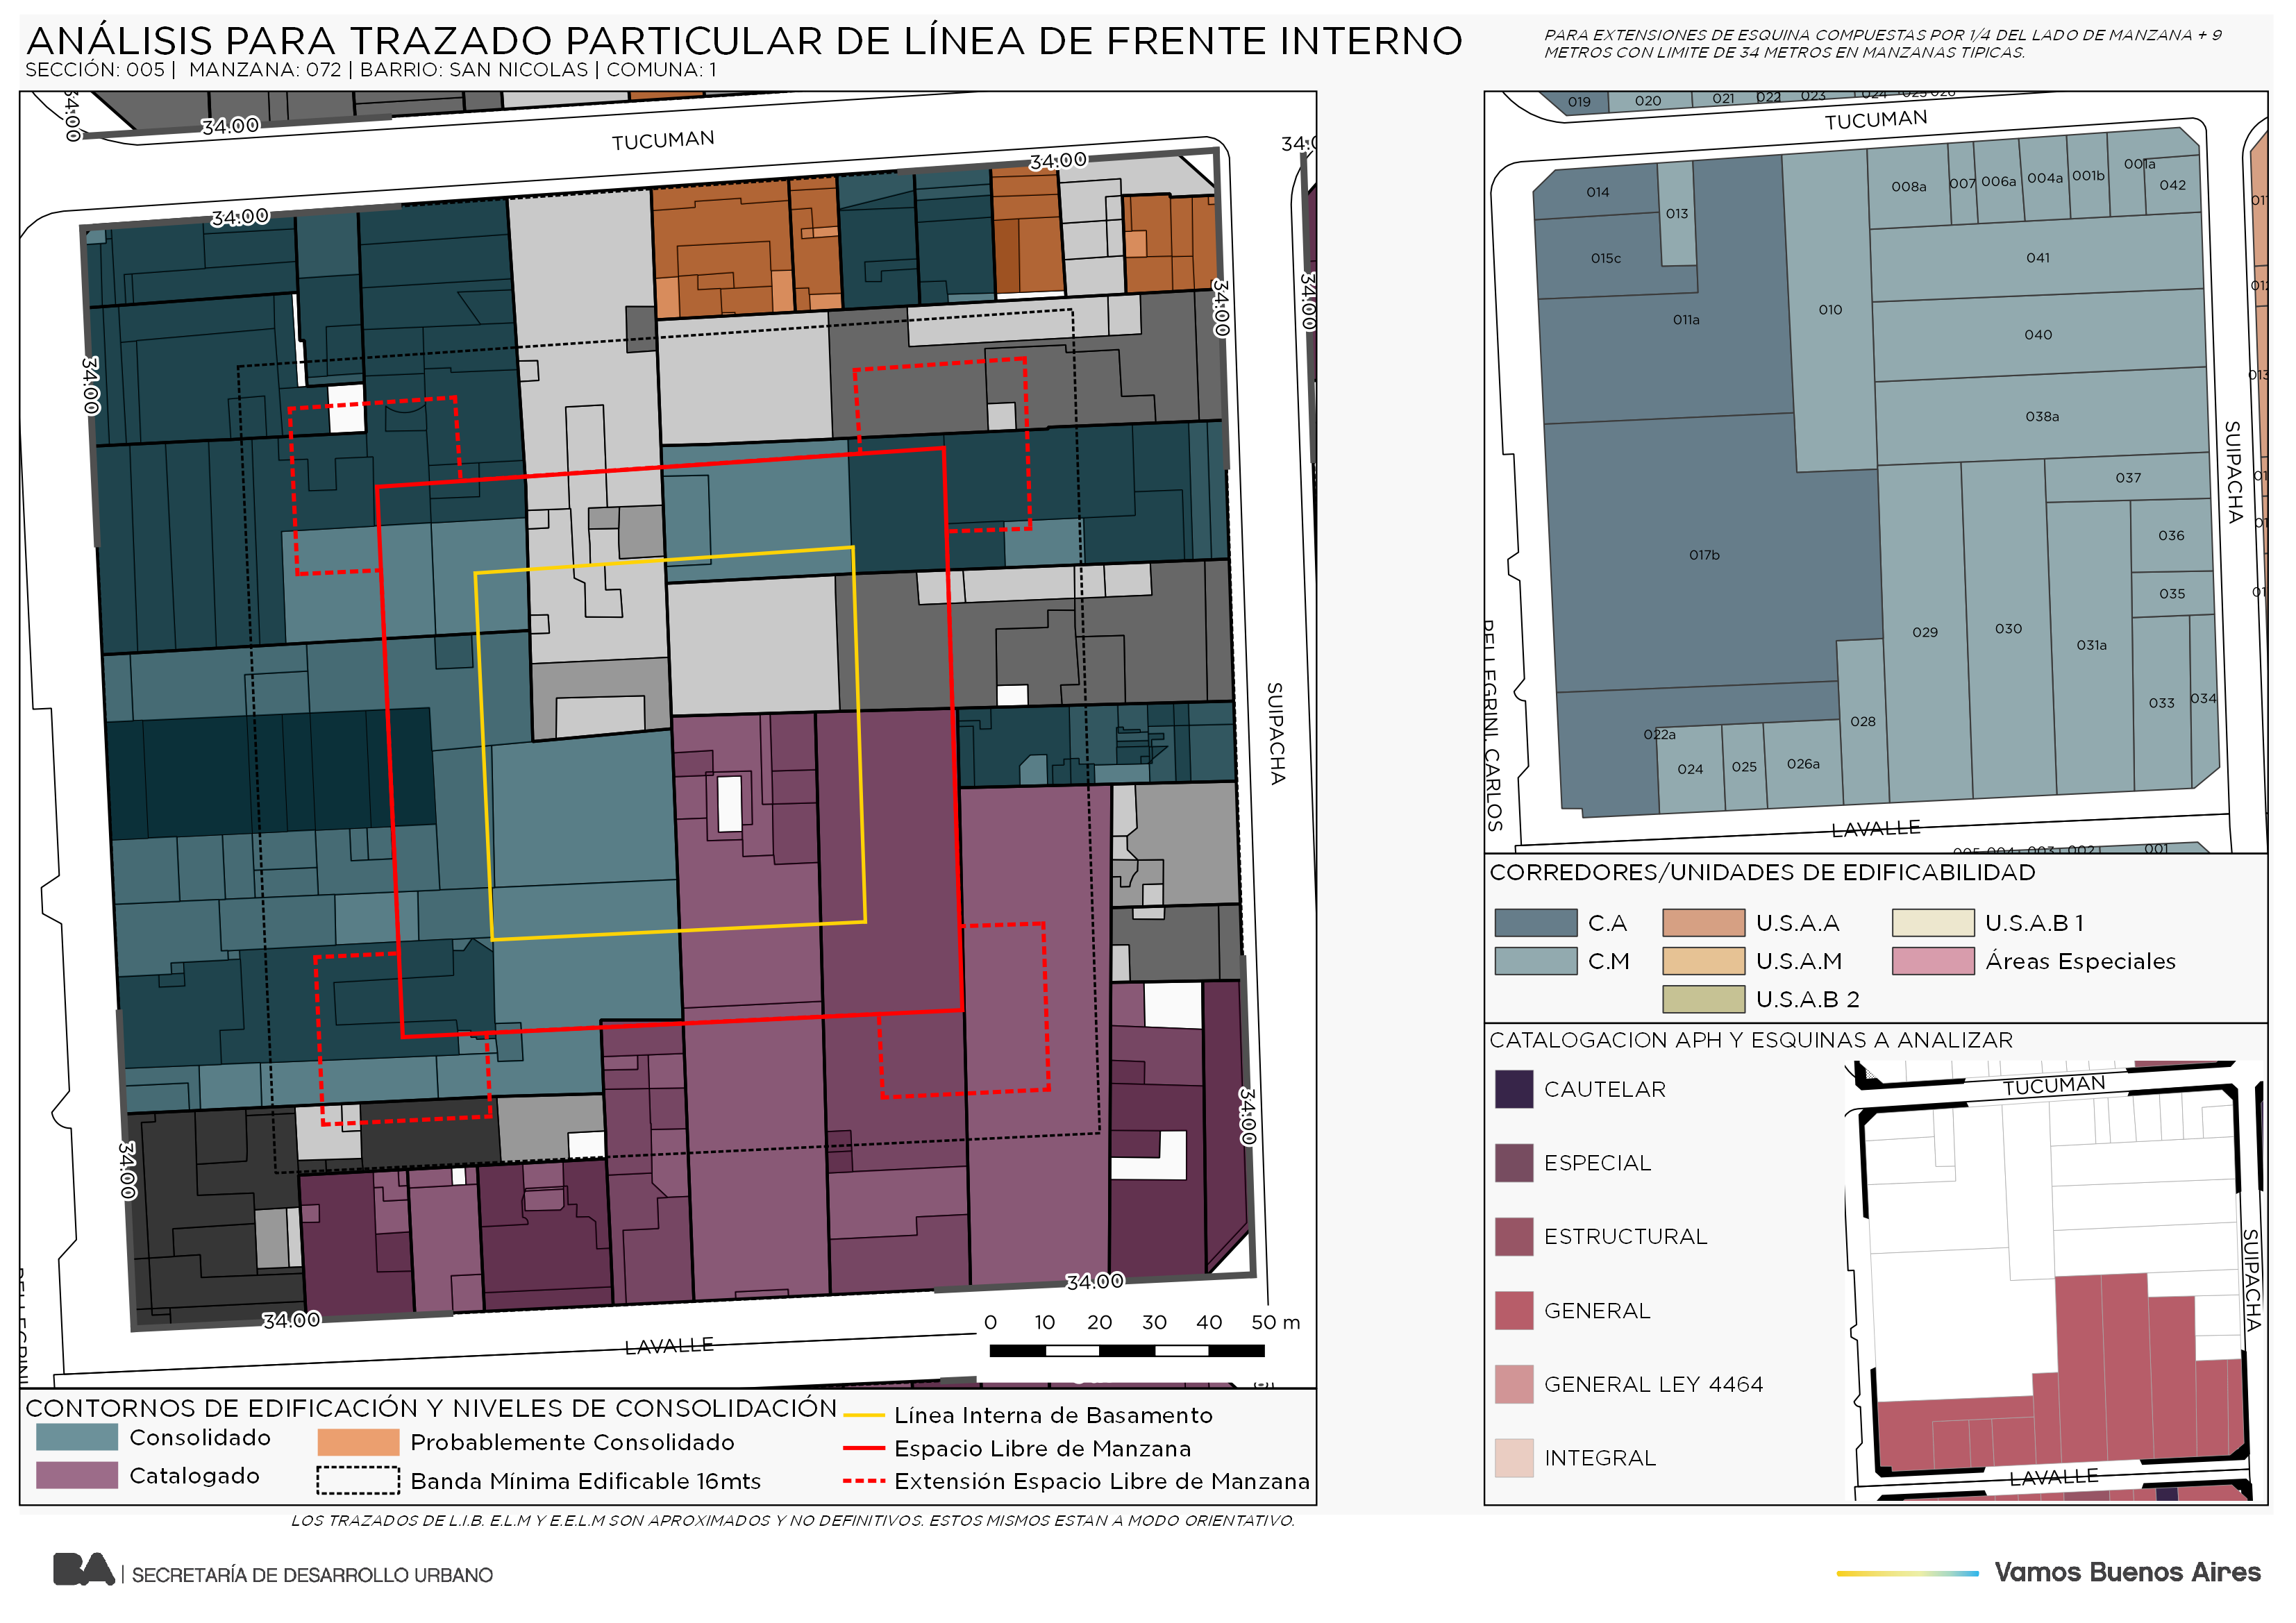 ANÁLISIS PARA TRAZADO PARTICULAR DE LÍNEA DE FRENTE INTERNO
SECCIÓN: 005 | MANZANA: 072 | BARRIO: SAN NICOLAS | COMUNA: 1
PARA EXTENSIONES DE ESQUINA COMPUESTAS POR 1/4 DEL LADO DE MANZANA + 9
METROS CON LIMITE DE 34 METROS EN MANZANAS TIPICAS.
34.00
34.00
TUCUMAN
34.00
34.00
34.00
34.00
34.00
34.00
SUIPACHA
34.00
34.00
34.00
34.00
LAVALLE
0 10 20 30 40 50 m
CONTORNOS DE EDIFICACIÓN Y NIVELES DE CONSOLIDACIÓN
Consolidado
Catalogado
Probablemente Consolidado
Banda Mínima Edificable 16mts
Línea Interna de Basamento
Espacio Libre de Manzana
Extensión Espacio Libre de Manzana
019 020 021 022 023
TUCUMAN
014
013
015c
011a
010
008a 007 006a 004a 001b 001a
042
041
040
038a
037
036
035
017b
029 030 031a
033 034
028
022a
024 025 026a
SUIPACHA
PELLEGRINI, CARLOS
LAVALLE
005 004 003 002 001
CORREDORES/UNIDADES DE EDIFICABILIDAD
C.A
C.M
U.S.A.A
U.S.A.M
U.S.A.B 2
U.S.A.B 1
Áreas Especiales
CATALOGACION APH Y ESQUINAS A ANALIZAR
CAUTELAR
ESPECIAL
ESTRUCTURAL
GENERAL
GENERAL LEY 4464
INTEGRAL
TUCUMAN
SUIPACHA
LAVALLE
LOS TRAZADOS DE L.I.B. E.L.M Y E.E.L.M SON APROXIMADOS Y NO DEFINITIVOS. ESTOS MISMOS ESTAN A MODO ORIENTATIVO.
BA | SECRETARÍA DE DESARROLLO URBANO
Vamos Buenos Aires